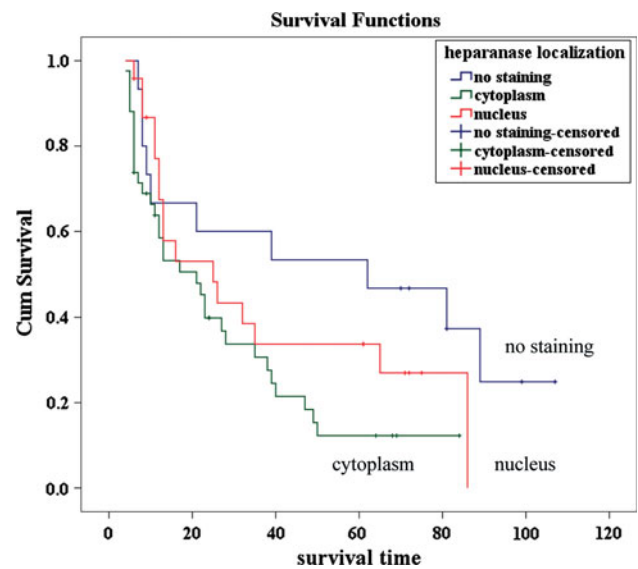 Survival Functions
Cum Survival
1.0
0.8
0.6
0.4
0.2
0.0
heparanase localization
no staining
cytoplasm
nucleus
no staining-censored
cytoplasm-censored
nucleus-censored
no staining
cytoplasm
nucleus
0 20 40 60 80 100 120
survival time